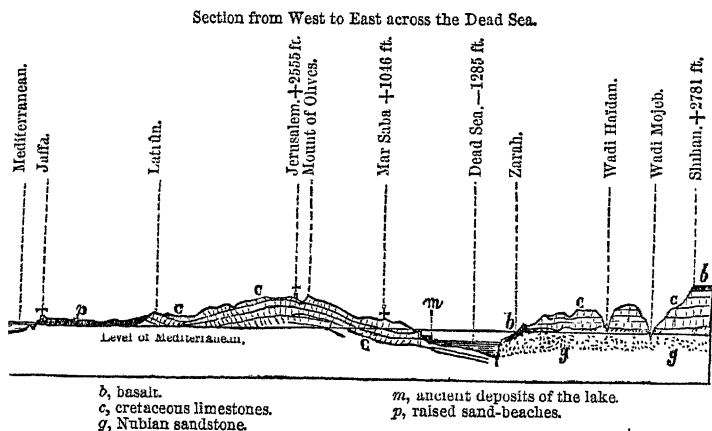 Section from West to East across the Dead Sea.
Mediterranean.
Jaffa.
Latrûn.
Jerusalem.+2555 ft.
Mount of Olives.
Mar Saba +1046 ft.
Dead Sea.—1285 ft.
Zarah.
Wadi Haïdan.
Wadi Mojeb.
Shihan.+2781 ft.
b
c
c
c
c
m
p
b
c
Level of Mediterranean,
g
g
b, basalt.
c, cretaceous limestones.
g, Nubian sandstone.
m, ancient deposits of the lake.
p, raised sand-beaches.